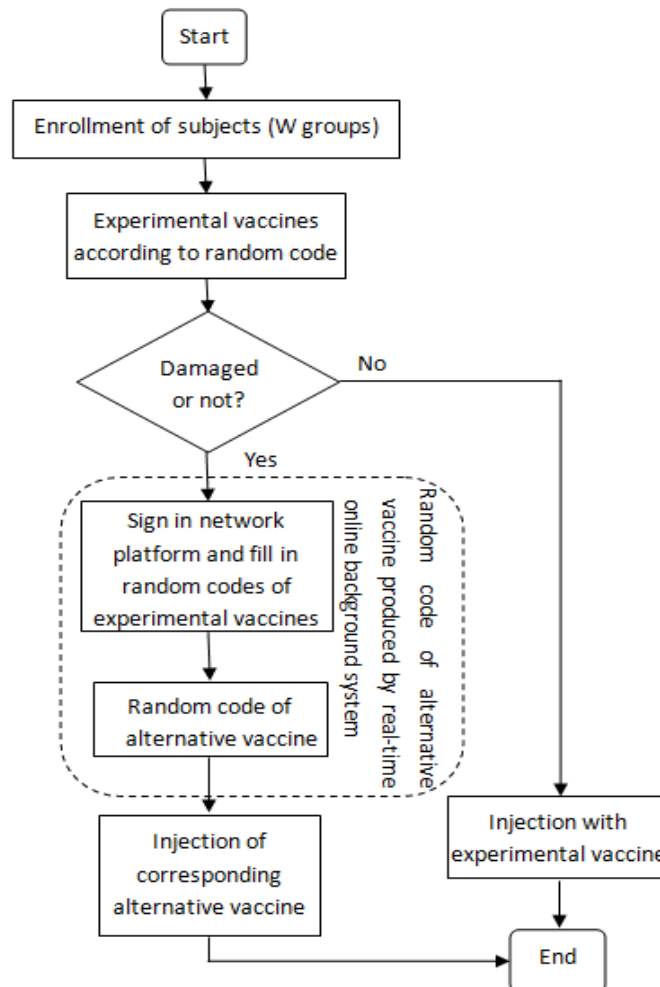 Start
Enrollment of subjects (W groups)
Experimental vaccines
according to random code
Damaged
or not?
No
Yes
Sign in network
platform and fill in
random codes of
experimental vaccines
Random code of alternative
vaccine produced by real-time
online background system
Random code of
alternative vaccine
Injection of
corresponding
alternative vaccine
Injection with
experimental vaccine
End